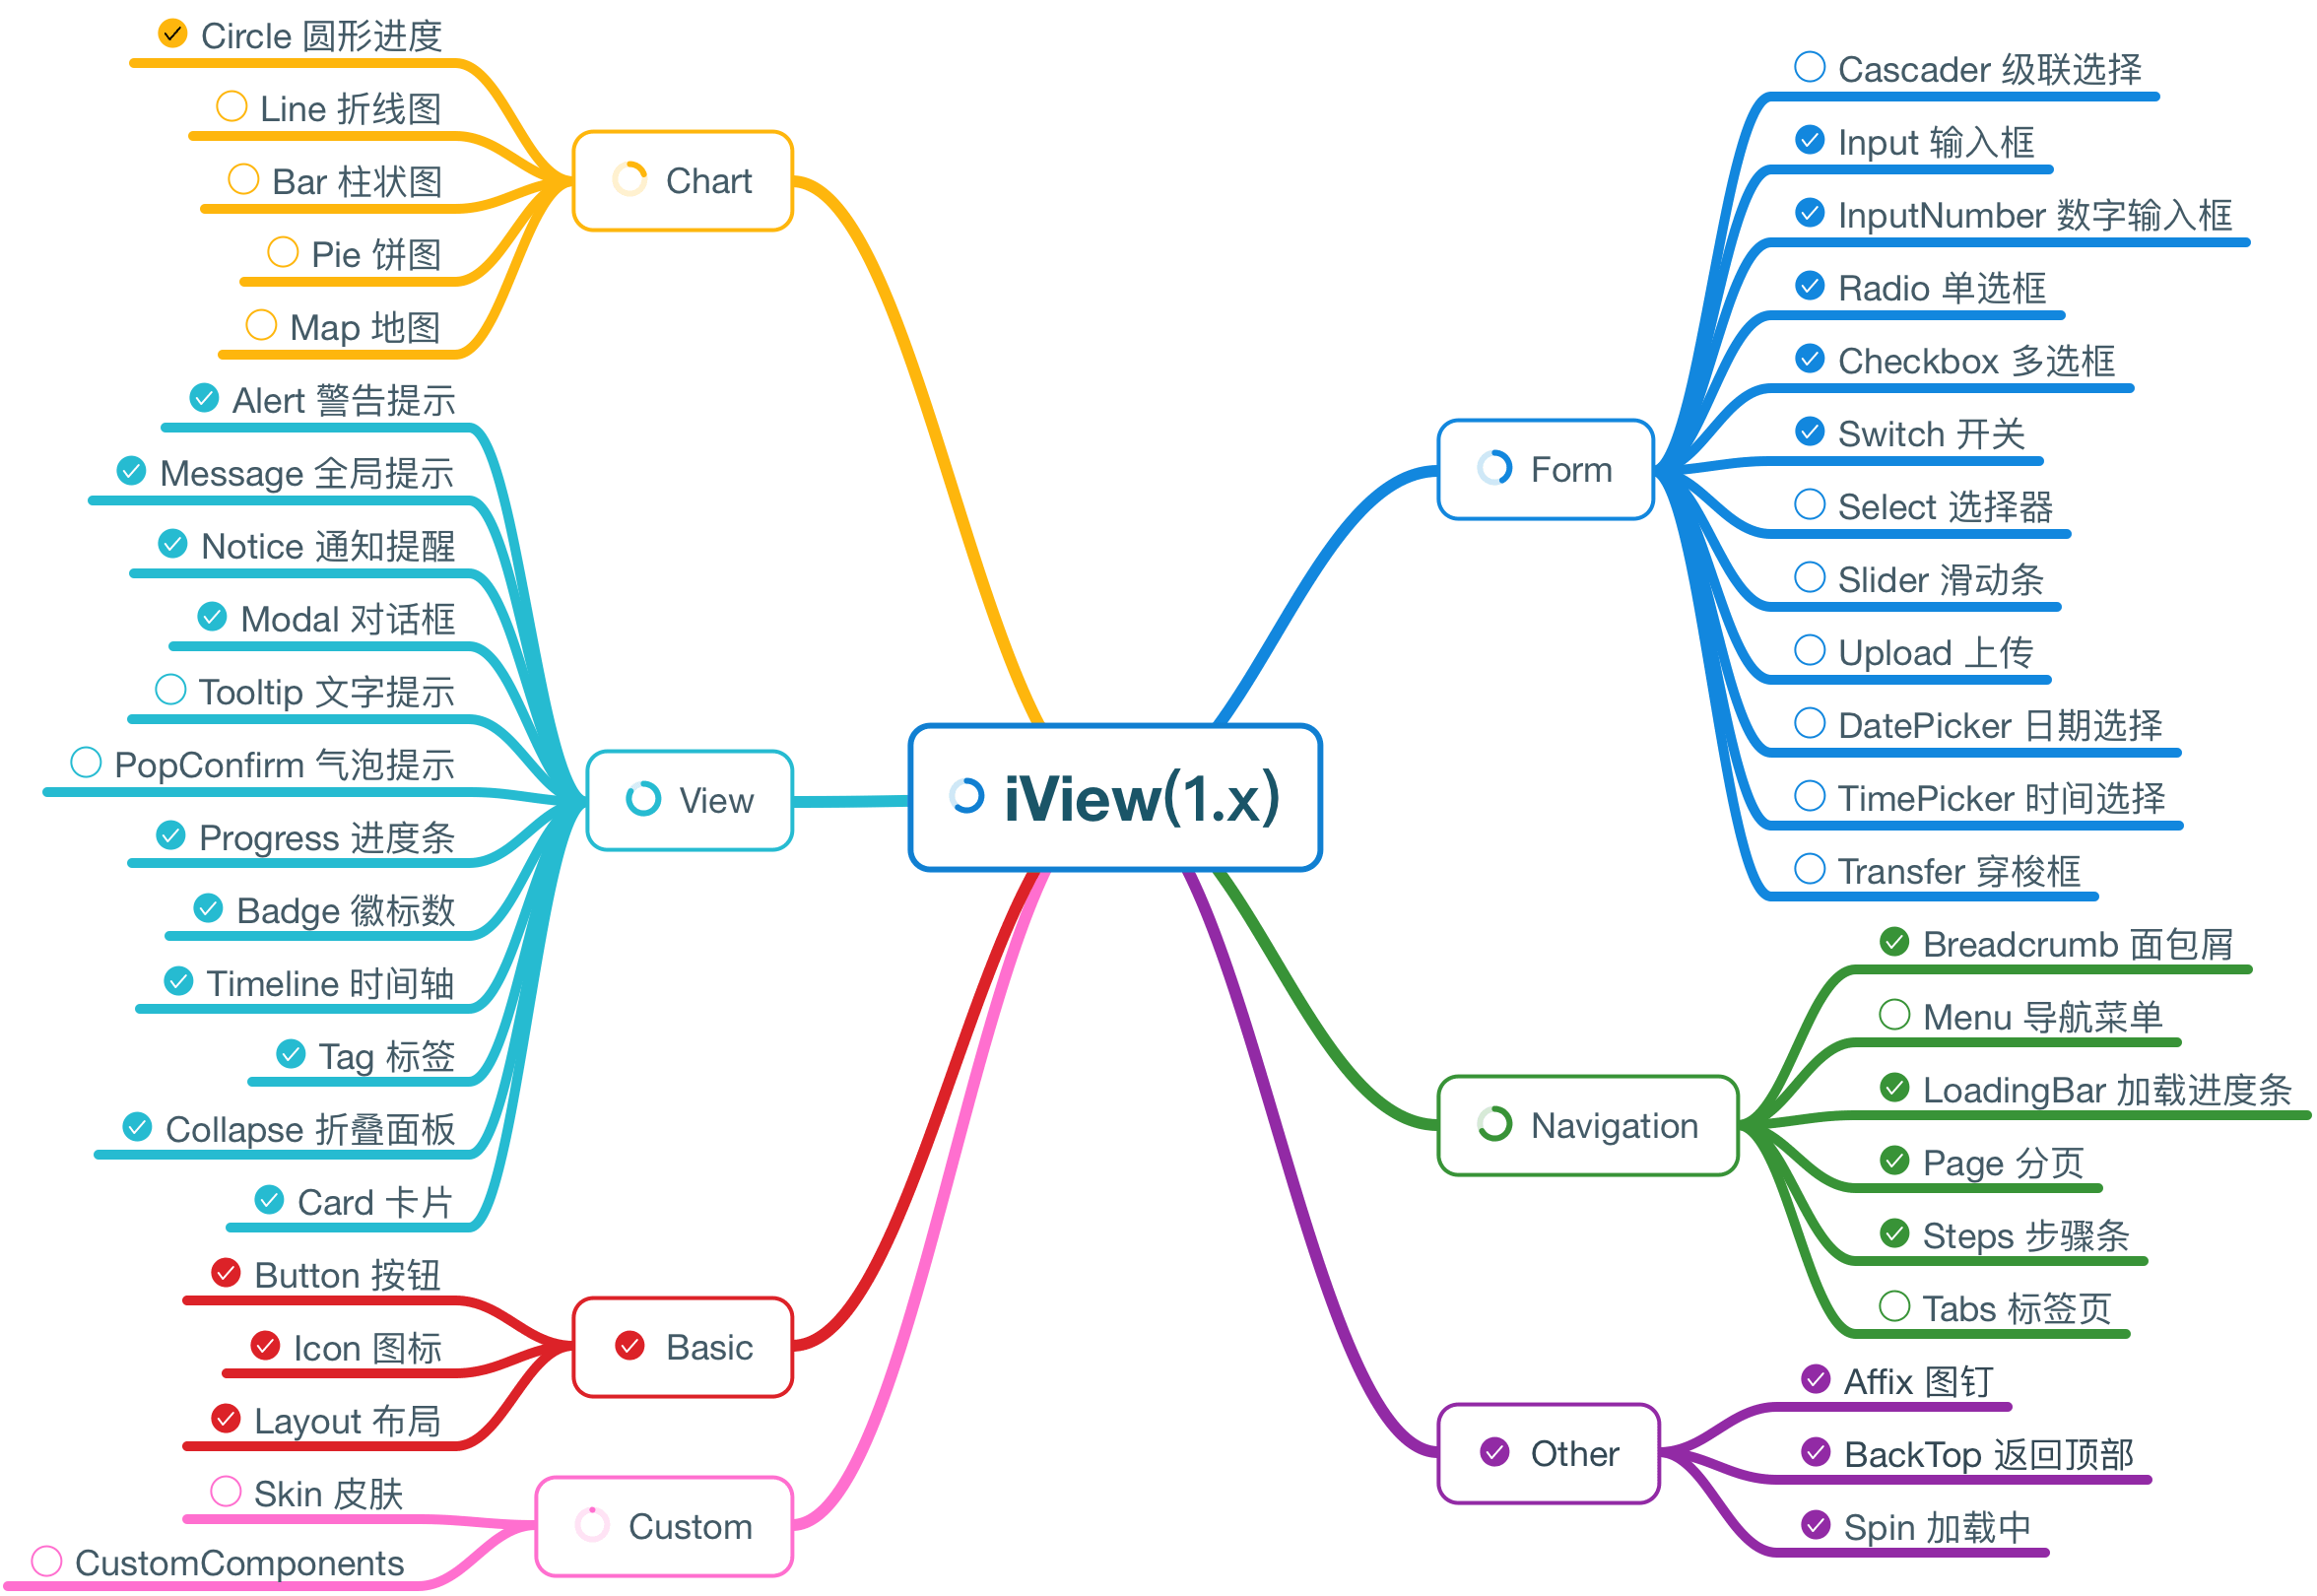 iView(1.x)
Chart
Circle 圆形进度
Line 折线图
Bar 柱状图
Pie 饼图
Map 地图
View
Alert 警告提示
Message 全局提示
Notice 通知提醒
Modal 对话框
Tooltip 文字提示
PopConfirm 气泡提示
Progress 进度条
Badge 徽标数
Timeline 时间轴
Tag 标签
Collapse 折叠面板
Card 卡片
Basic
Button 按钮
Icon 图标
Layout 布局
Custom
Skin 皮肤
CustomComponents
Form
Cascader 级联选择
Input 输入框
InputNumber 数字输入框
Radio 单选框
Checkbox 多选框
Switch 开关
Select 选择器
Slider 滑动条
Upload 上传
DatePicker 日期选择
TimePicker 时间选择
Transfer 穿梭框
Navigation
Breadcrumb 面包屑
Menu 导航菜单
LoadingBar 加载进度条
Page 分页
Steps 步骤条
Tabs 标签页
Other
Affix 图钉
BackTop 返回顶部
Spin 加载中